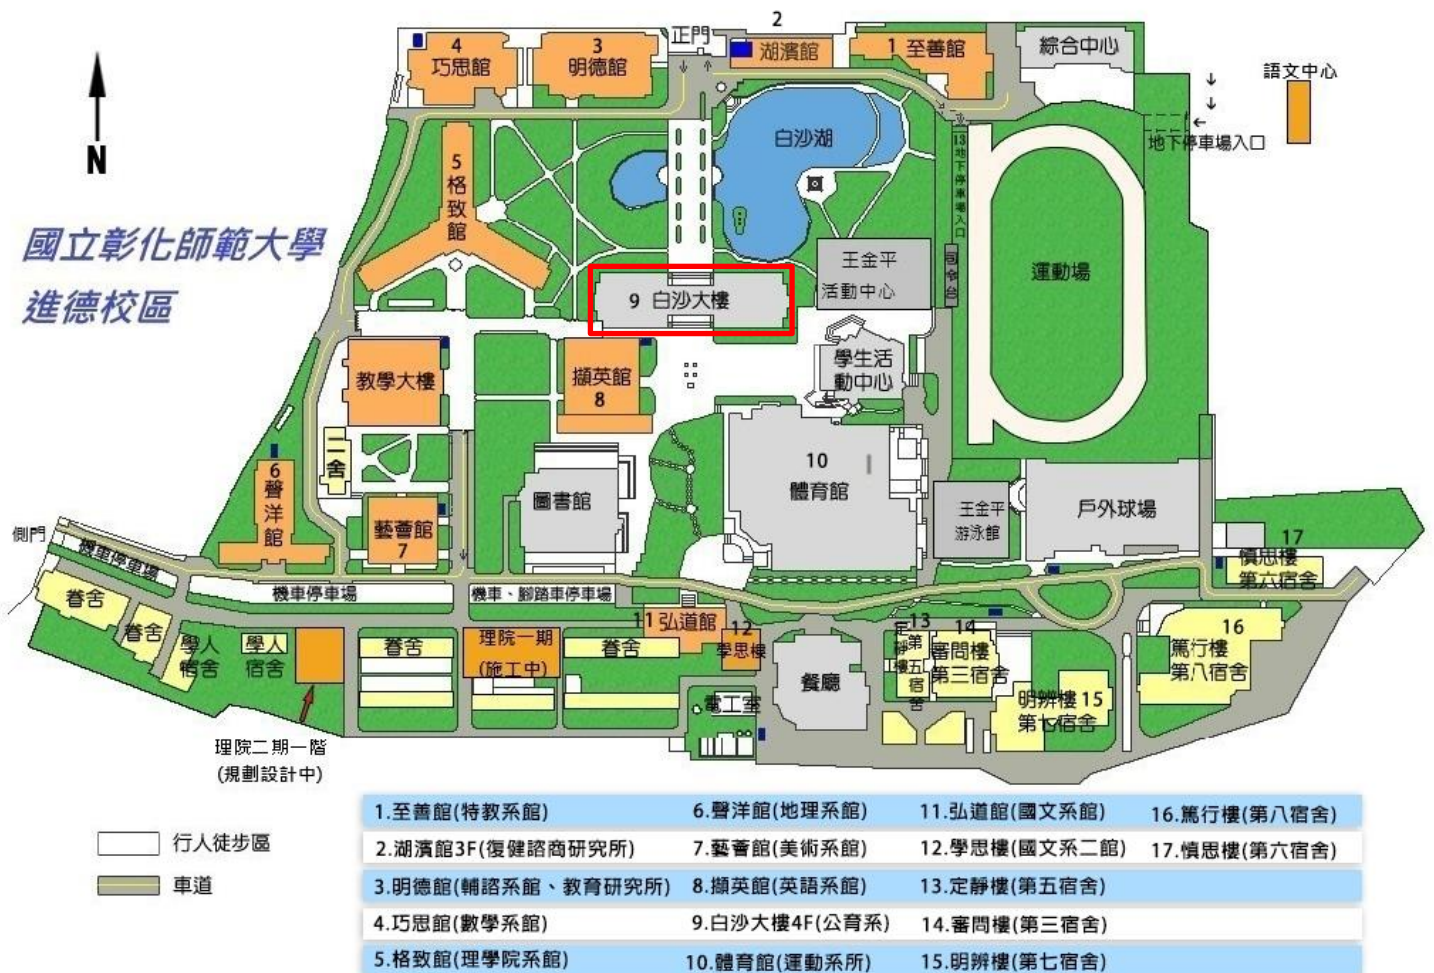 2
正門
湖濱館
1 至善館
綜合中心
4
巧思館
3
明德館
語文中心
地下停車場入口
N
白沙湖
13地下停車場入口
5
格致館
國立彰化師範大學
進德校區
王金平
活動中心
司令台
運動場
9 白沙大樓
學生活
動中心
教學大樓
擷英館
8
二舍
6
聲洋館
藝薈館
7
圖書館
10
體育館
王金平
游泳館
戶外球場
側門
機車停車場
機車停車場
機車、腳踏車停車場
17
慎思樓
第六宿舍
眷舍
眷舍
學人
宿舍
學人
宿舍
眷舍
理院一期
(施工中)
眷舍
11 弘道館
12
學思樓
餐廳
13
定靜樓
第五宿舍
14
審問樓
第三宿舍
明辨樓 15
第七宿舍
16
篤行樓
第八宿舍
電工室
理院二期一階
(規劃設計中)
行人徒步區
車道
1.至善館(特教系館)
2.湖濱館3F(復健諮商研究所)
3.明德館(輔諮系館、教育研究所)
4.巧思館(數學系館)
5.格致館(理學院系館)
6.聲洋館(地理系館)
7.藝薈館(美術系館)
8.擷英館(英語系館)
9.白沙大樓4F(公育系)
10.體育館(運動系所)
11.弘道館(國文系館)
12.學思樓(國文系二館)
13.定靜樓(第五宿舍)
14.審問樓(第三宿舍)
15.明辨樓(第七宿舍)
16.篤行樓(第八宿舍)
17.慎思樓(第六宿舍)